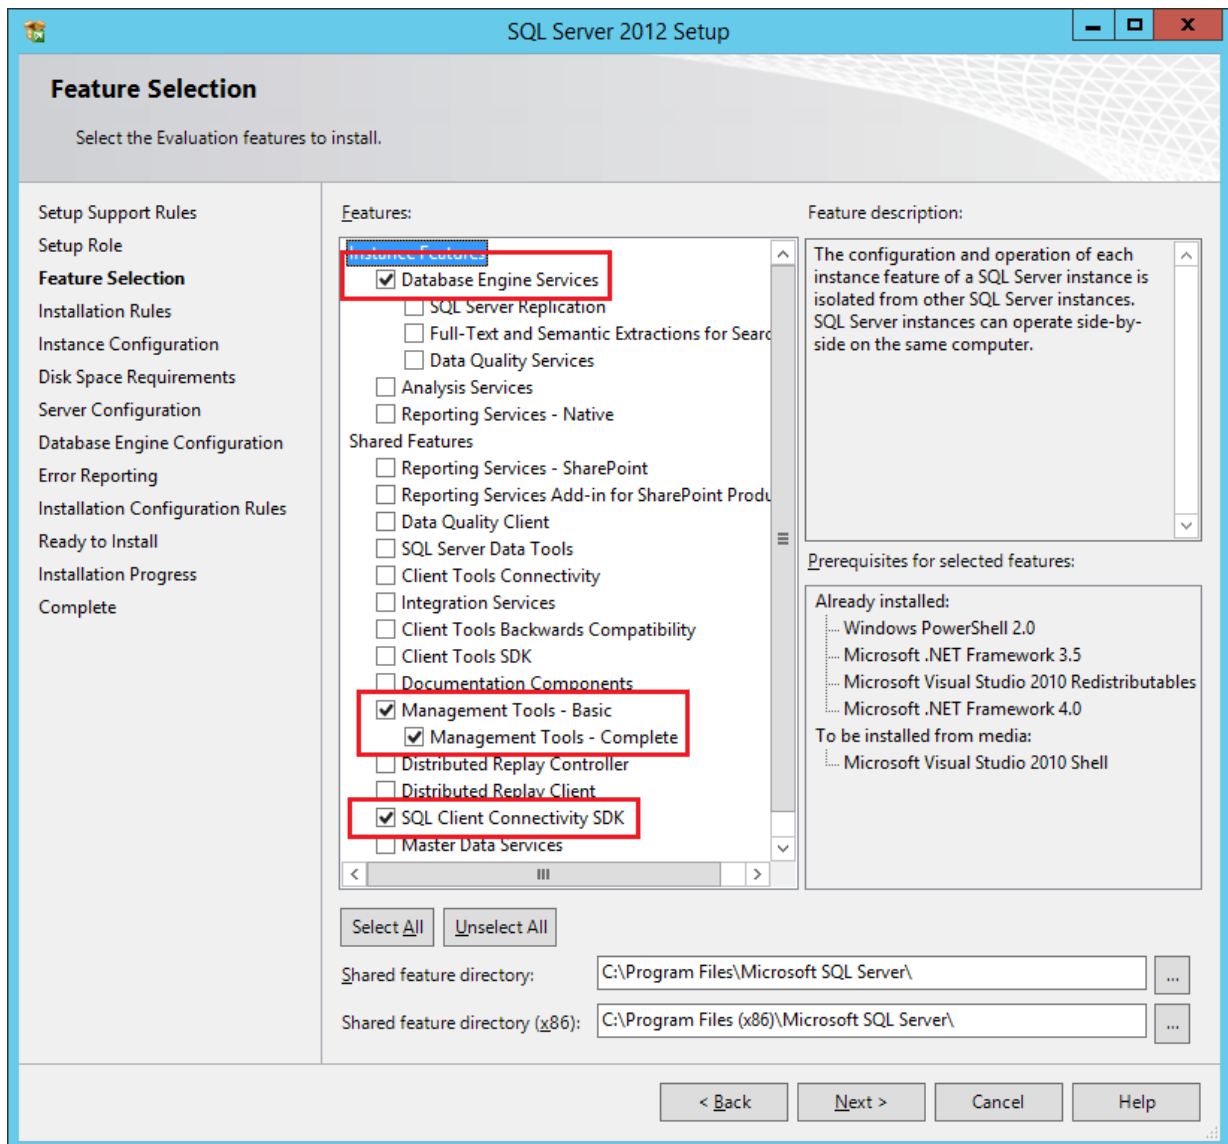 SQL Server 2012 Setup
Feature Selection
Select the Evaluation features to install.
Setup Support Rules
Setup Role
Feature Selection
Installation Rules
Instance Configuration
Disk Space Requirements
Server Configuration
Database Engine Configuration
Error Reporting
Installation Configuration Rules
Ready to Install
Installation Progress
Complete
Features:
Instance Features
Database Engine Services
SQL Server Replication
Full-Text and Semantic Extractions for Searc
Data Quality Services
Analysis Services
Reporting Services - Native
Shared Features
Reporting Services - SharePoint
Reporting Services Add-in for SharePoint Produ
Data Quality Client
SQL Server Data Tools
Client Tools Connectivity
Integration Services
Client Tools Backwards Compatibility
Client Tools SDK
Documentation Components
Management Tools - Basic
Management Tools - Complete
Distributed Replay Controller
Distributed Replay Client
SQL Client Connectivity SDK
Master Data Services
Feature description:
The configuration and operation of each
instance feature of a SQL Server instance is
isolated from other SQL Server instances.
SQL Server instances can operate side-by-
side on the same computer.
Prerequisites for selected features:
Already installed:
Windows PowerShell 2.0
Microsoft .NET Framework 3.5
Microsoft Visual Studio 2010 Redistributables
Microsoft .NET Framework 4.0
To be installed from media:
Microsoft Visual Studio 2010 Shell
Select All
Unselect All
Shared feature directory:
C:\Program Files\Microsoft SQL Server\
...
Shared feature directory (x86):
C:\Program Files (x86)\Microsoft SQL Server\
...
< Back
Next >
Cancel
Help